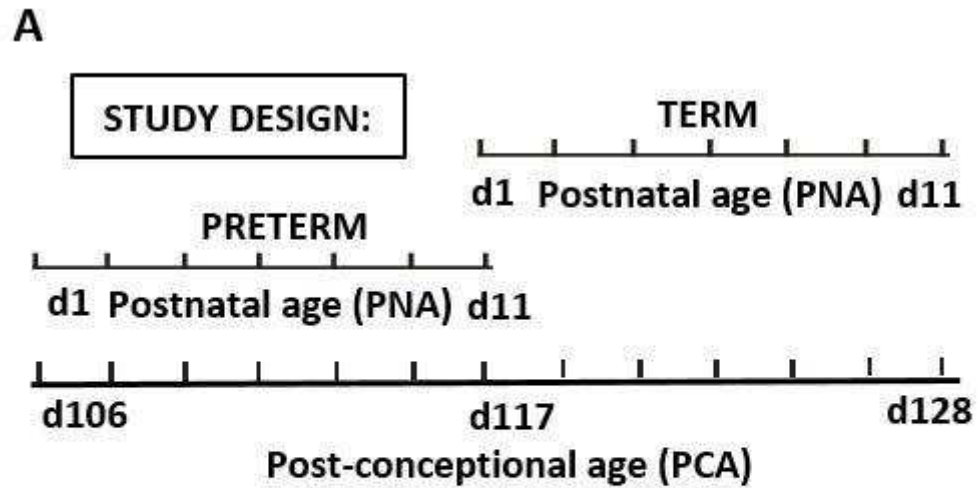 A
STUDY DESIGN:
TERM
d1 Postnatal age (PNA) d11
PRETERM
d1 Postnatal age (PNA) d11
d106 d117 d128
Post-conceptional age (PCA)